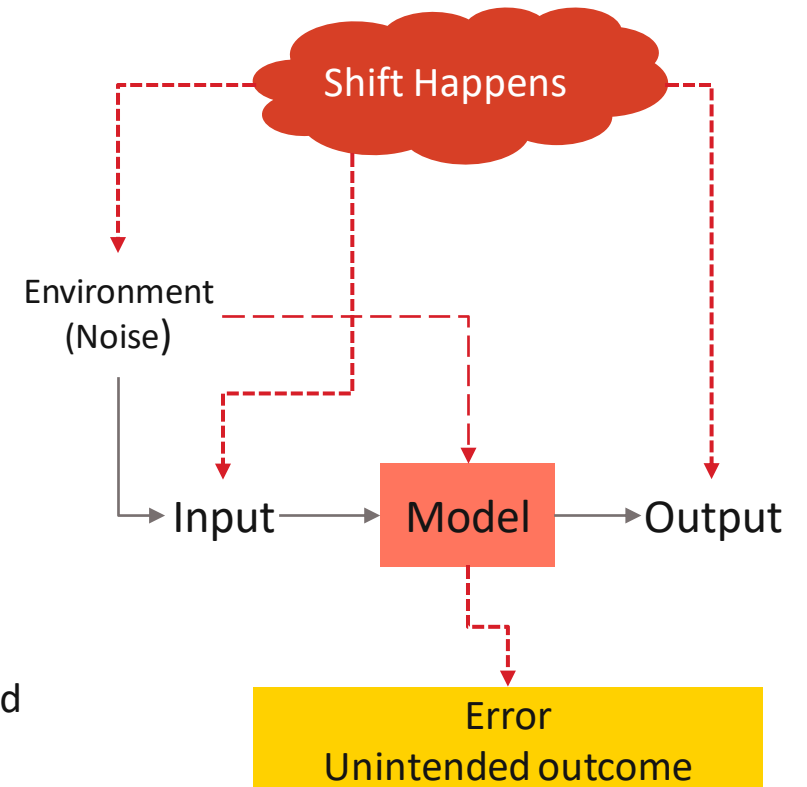 Shift Happens
Environment
(Noise)
Input
Model
Output
d
Error
Unintended outcome